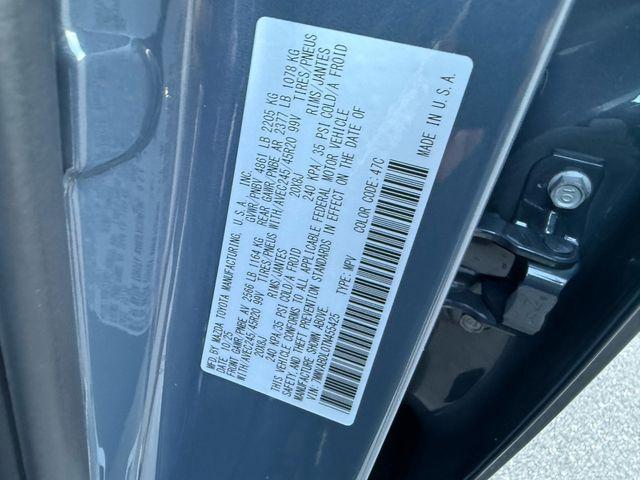 MFD. BY MAZDA TOYOTA MANUFACTURING, U.S.A., INC.
DATE: 10/25 GVWR/PNBV 4861 LB 2205 KG
FRONT GAWR/PNBE AV 2566 LB 1164 KG REAR GAWR/PNBE AR 2377 LB 1078 KG
WITH/AVEC245/45R20 99V TIRES/PNEUS WITH/AVEC245/45R20 99V TIRES/PNEUS
20X8J RIMS/JANTES 20X8J RIMS/JANTES
240 KPA/35 PSI COLD/A FROID 240 KPA/35 PSI COLD/A FROID
THIS VEHICLE CONFORMS TO ALL APPLICABLE FEDERAL MOTOR VEHICLE
SAFETY AND THEFT PREVENTION STANDARDS IN EFFECT ON THE DATE OF
MANUFACTURE SHOWN ABOVE.
VIN: TYPE: MPV COLOR CODE: 47C MADE IN U.S.A.